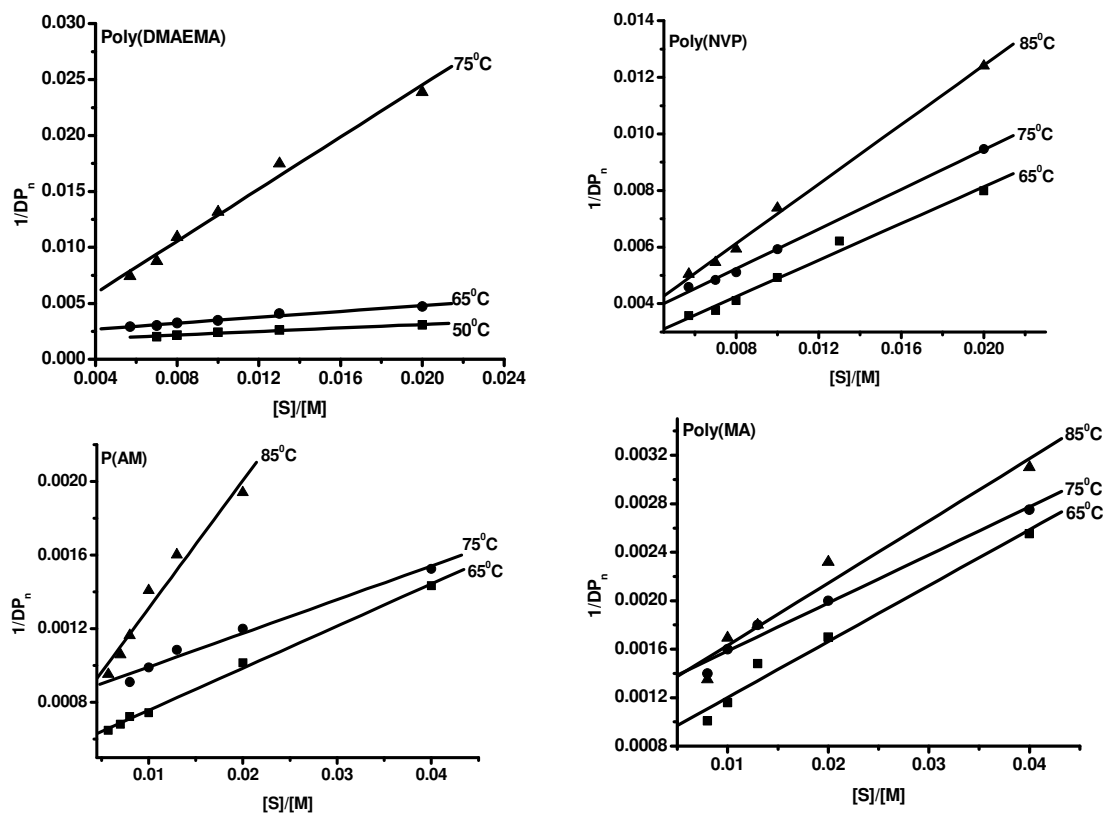 Poly(DMAEMA)
0.030
0.025
0.020
0.015
0.010
0.005
0.000
1/DPₙ
75⁰C
65⁰C
50⁰C
0.004 0.008 0.012 0.016 0.020 0.024
[S]/[M]
Poly(NVP)
0.014
0.012
0.010
0.008
0.006
0.004
1/DPₙ
85⁰C
75⁰C
65⁰C
0.008 0.012 0.016 0.020
[S]/[M]
P(AM)
0.0020
0.0016
0.0012
0.0008
1/DPₙ
85⁰C
75⁰C
65⁰C
0.01 0.02 0.03 0.04
[S]/[M]
Poly(MA)
0.0032
0.0028
0.0024
0.0020
0.0016
0.0012
0.0008
1/DPₙ
85⁰C
75⁰C
65⁰C
0.01 0.02 0.03 0.04
[S]/[M]